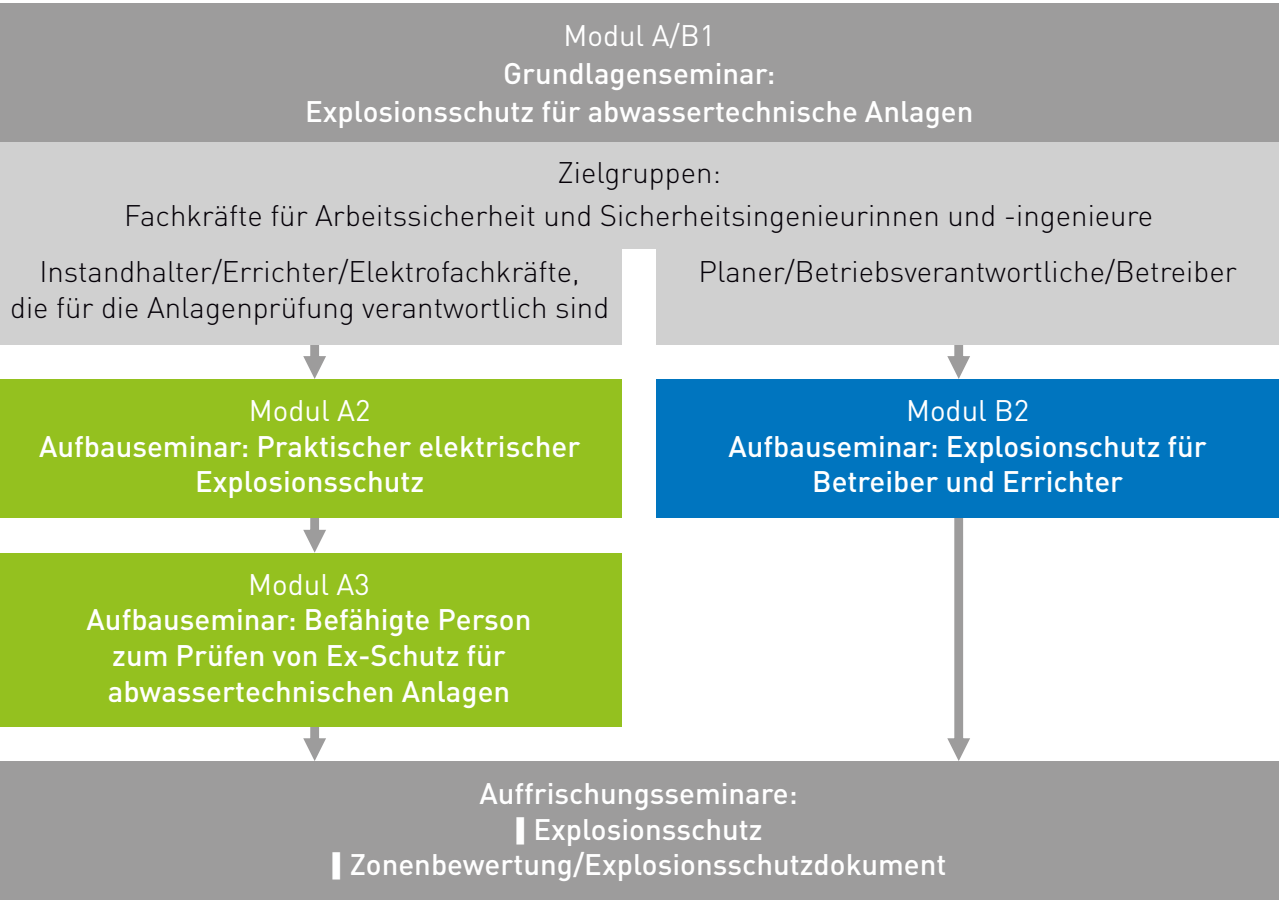 Modul A/B1
Grundlagenseminar:
Explosionsschutz für abwassertechnische Anlagen
Zielgruppen:
Fachkräfte für Arbeitssicherheit und Sicherheitsingenieurinnen und -ingenieure
Instandhalter/Errichter/Elektrofachkräfte,
die für die Anlagenprüfung verantwortlich sind
Planer/Betriebsverantwortliche/Betreiber
Modul A2
Aufbauseminar: Praktischer elektrischer
Explosionsschutz
Modul B2
Aufbauseminar: Explosionschutz für
Betreiber und Errichter
Modul A3
Aufbauseminar: Befähigte Person
zum Prüfen von Ex-Schutz für
abwassertechnischen Anlagen
Auffrischungsseminare:
Explosionsschutz
Zonenbewertung/Explosionsschutzdokument